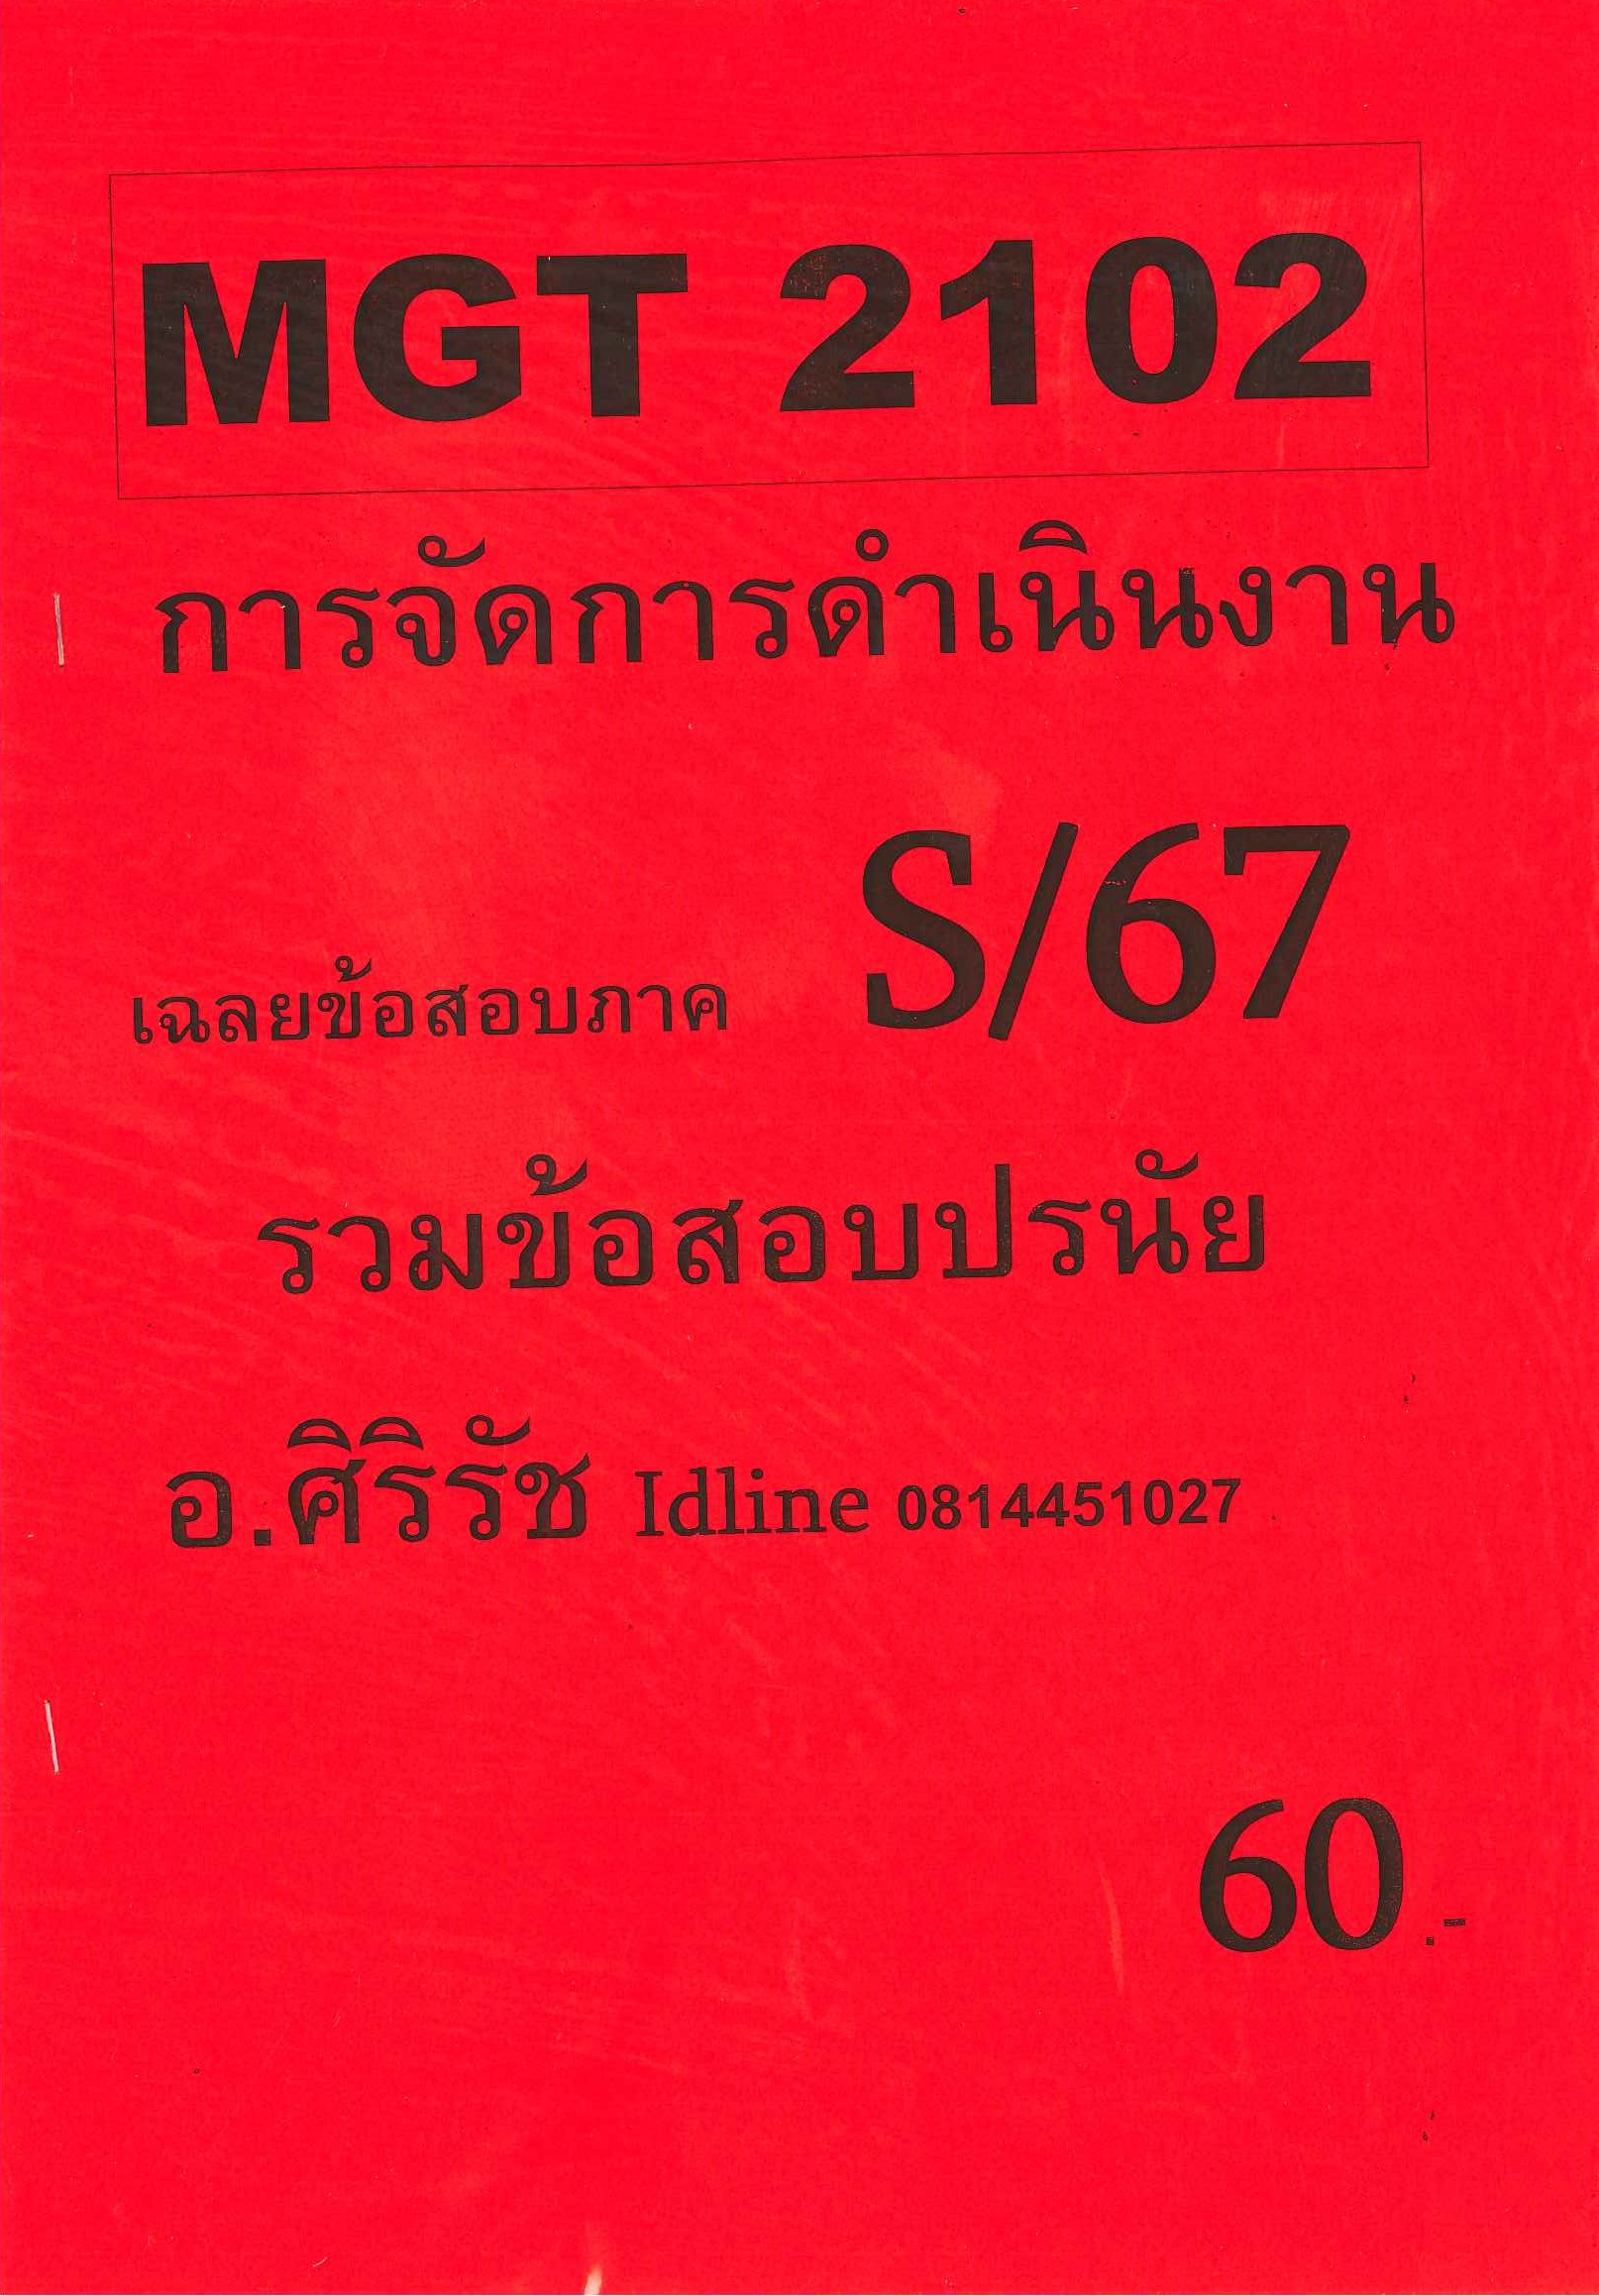 MGT 2102
การจัดการดำเนินงาน
เฉลยข้อสอบภาค S/67
รวมข้อสอบปรนัย
อ.ศิริรัช Idline 0814451027
60.-